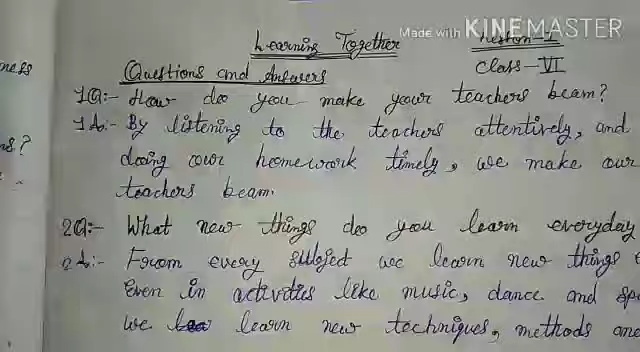 Learning Together
Made with KINEMASTER
Lesson-1
Class-VI
Questions and Answers
1Q:- How do you make your teachers beam?
1A:- By listening to the teachers attentively, and
doing our homework timely, we make our
teachers beam.
2Q:- What new things do you learn everyday
2A:- From every subject we learn new things
Even in activities like music, dance and
we learn new techniques, methods and
ness